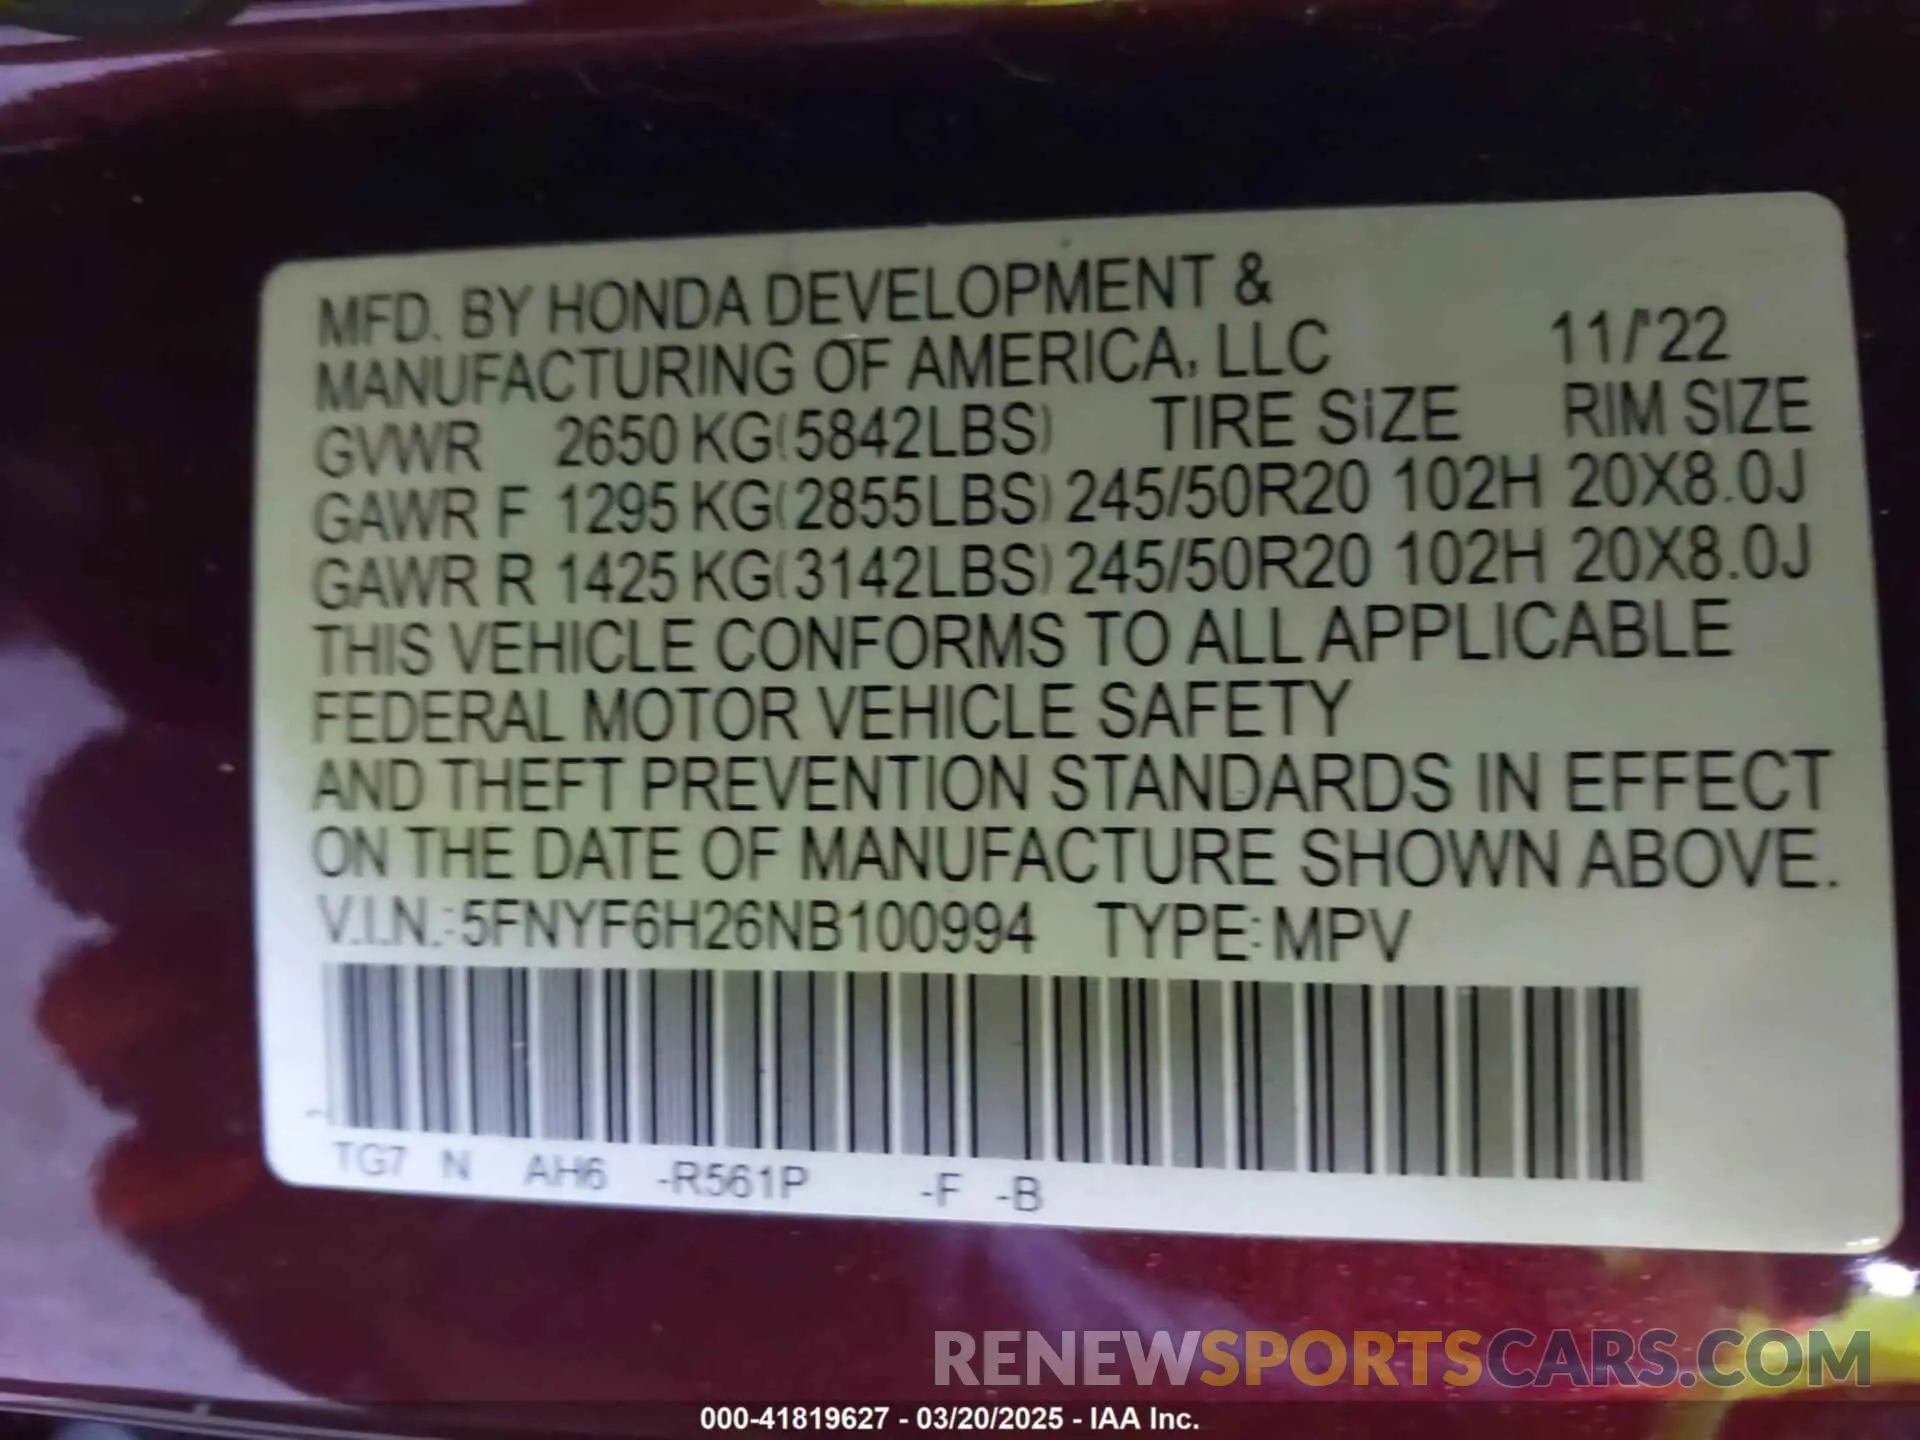 MFD. BY HONDA DEVELOPMENT &
MANUFACTURING OF AMERICA, LLC 11/'22
GVWR 2650 KG(5842LBS) TIRE SIZE RIM SIZE
GAWR F 1295 KG(2855LBS) 245/50R20 102H 20X8.0J
GAWR R 1425 KG(3142LBS) 245/50R20 102H 20X8.0J
THIS VEHICLE CONFORMS TO ALL APPLICABLE
FEDERAL MOTOR VEHICLE SAFETY
AND THEFT PREVENTION STANDARDS IN EFFECT
ON THE DATE OF MANUFACTURE SHOWN ABOVE.
V.I.N.:5FNYF6H26NB100994 TYPE:MPV
TG7 N AH6 -R561P -F -B
RENEWSPORTSCARS.COM
000-41819627 - 03/20/2025 - IAA Inc.